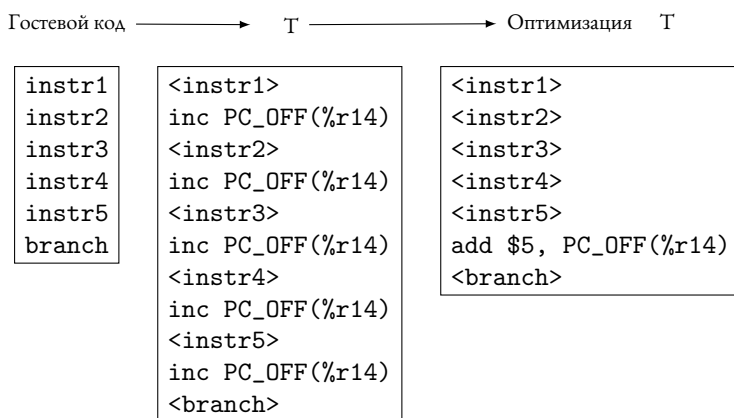 Гостевой код T Оптимизация T
instr1
instr2
instr3
instr4
instr5
branch
<instr1>
inc PC_OFF(%r14)
<instr2>
inc PC_OFF(%r14)
<instr3>
inc PC_OFF(%r14)
<instr4>
inc PC_OFF(%r14)
<instr5>
inc PC_OFF(%r14)
<branch>
<instr1>
<instr2>
<instr3>
<instr4>
<instr5>
add $5, PC_OFF(%r14)
<branch>